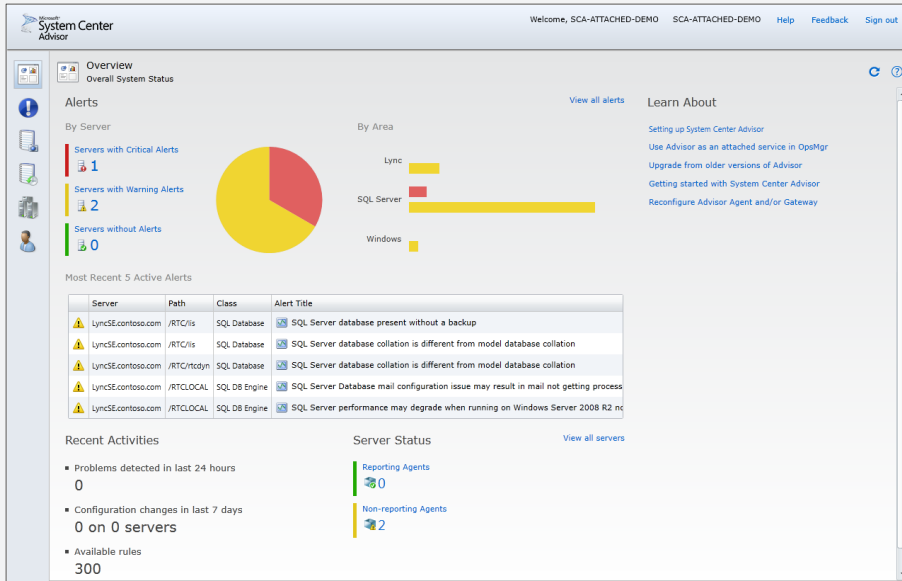 Microsoft
System Center
Advisor
Welcome, SCA-ATTACHED-DEMO SCA-ATTACHED-DEMO Help Feedback Sign out
Overview
Overall System Status
Alerts
View all alerts
By Server
Servers with Critical Alerts
1
Servers with Warning Alerts
2
Servers without Alerts
0
By Area
Lync
SQL Server
Windows
Learn About
Setting up System Center Advisor
Use Advisor as an attached service in OpsMgr
Upgrade from older versions of Advisor
Getting started with System Center Advisor
Reconfigure Advisor Agent and/or Gateway
Most Recent 5 Active Alerts
Server Path Class Alert Title
LyncSE.contoso.com /RTC/lis SQL Database SQL Server database present without a backup
LyncSE.contoso.com /RTC/lis SQL Database SQL Server database collation is different from model database collation
LyncSE.contoso.com /RTC/rtcdyn SQL Database SQL Server database collation is different from model database collation
LyncSE.contoso.com /RTCLOCAL SQL DB Engine SQL Server Database mail configuration issue may result in mail not getting process
LyncSE.contoso.com /RTCLOCAL SQL DB Engine SQL Server performance may degrade when running on Windows Server 2008 R2 no
Recent Activities
Problems detected in last 24 hours
0
Configuration changes in last 7 days
0 on 0 servers
Available rules
300
Server Status
View all servers
Reporting Agents
0
Non-reporting Agents
2